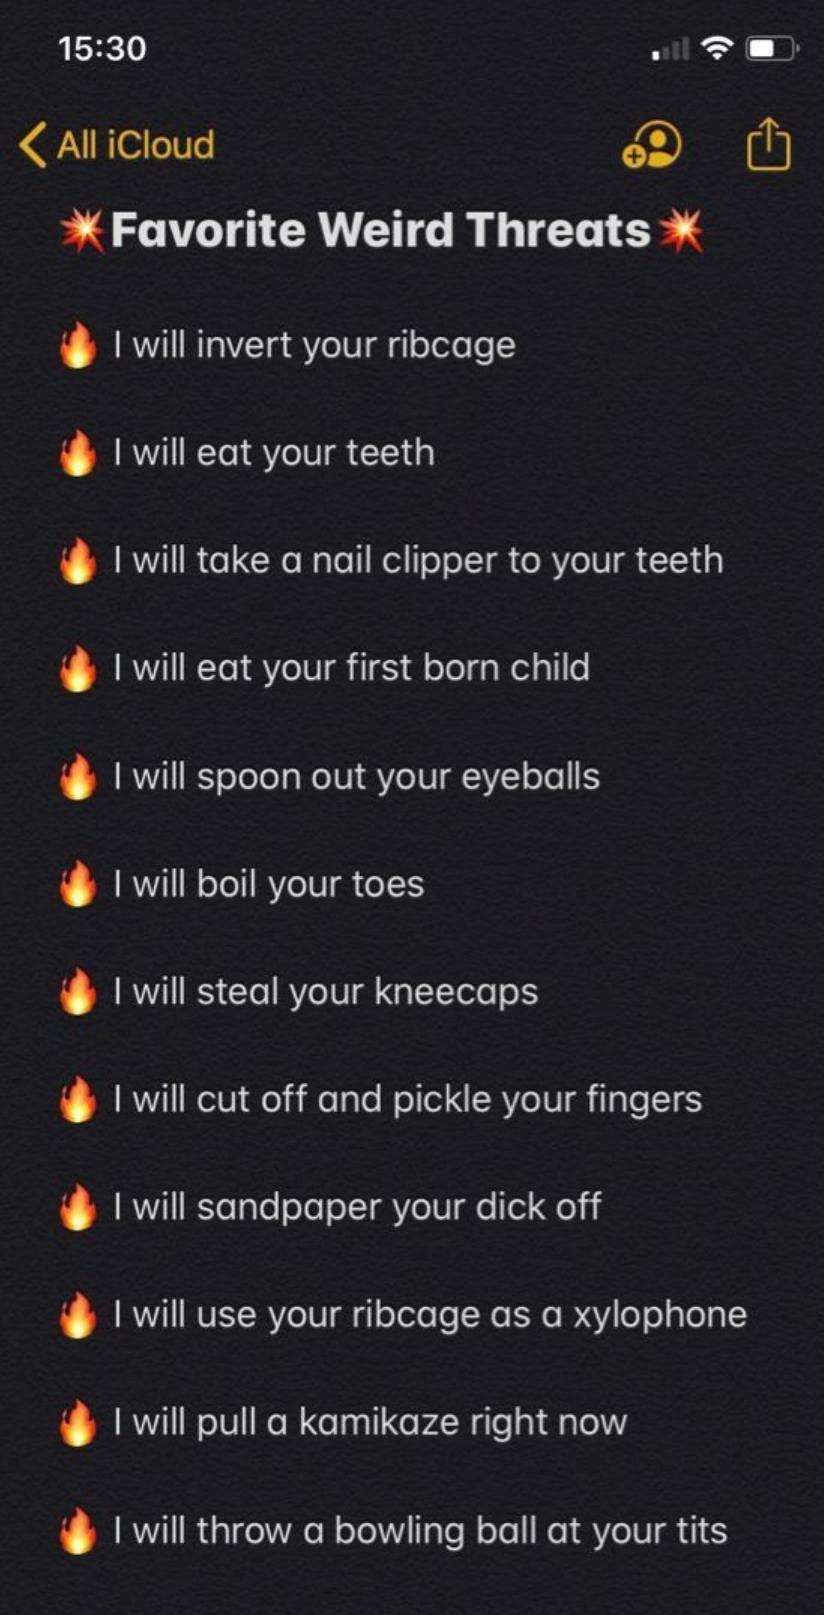 15:30
All iCloud
💥Favorite Weird Threats💥
🔥 I will invert your ribcage
🔥 I will eat your teeth
🔥 I will take a nail clipper to your teeth
🔥 I will eat your first born child
🔥 I will spoon out your eyeballs
🔥 I will boil your toes
🔥 I will steal your kneecaps
🔥 I will cut off and pickle your fingers
🔥 I will sandpaper your dick off
🔥 I will use your ribcage as a xylophone
🔥 I will pull a kamikaze right now
🔥 I will throw a bowling ball at your tits